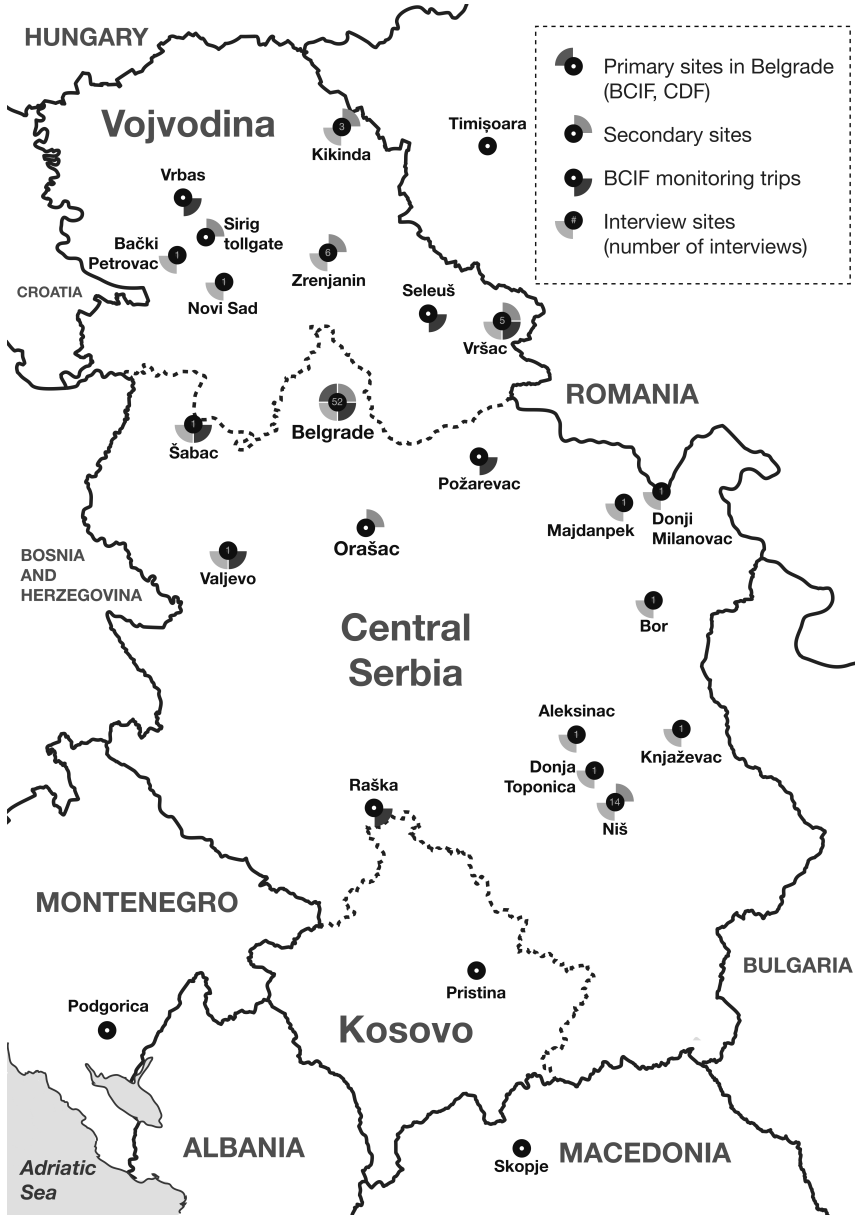 HUNGARY
Primary sites in Belgrade
(BCIF, CDF)
Secondary sites
BCIF monitoring trips
#
Interview sites
(number of interviews)
Vojvodina
Timișoara
3
Kikinda
Vrbas
Sirig
tollgate
Bački
Petrovac
1
6
Zrenjanin
1
Novi Sad
CROATIA
Seleuš
5
Vršac
ROMANIA
52
Belgrade
1
Šabac
Požarevac
1
Majdanpek
1
Donji
Milanovac
Orašac
1
Valjevo
BOSNIA
AND
HERZEGOVINA
1
Bor
Central
Serbia
Aleksinac
1
1
Knjaževac
Donja
Toponica
1
14
Niš
Raška
MONTENEGRO
BULGARIA
Pristina
Podgorica
Kosovo
ALBANIA
MACEDONIA
Skopje
Adriatic
Sea